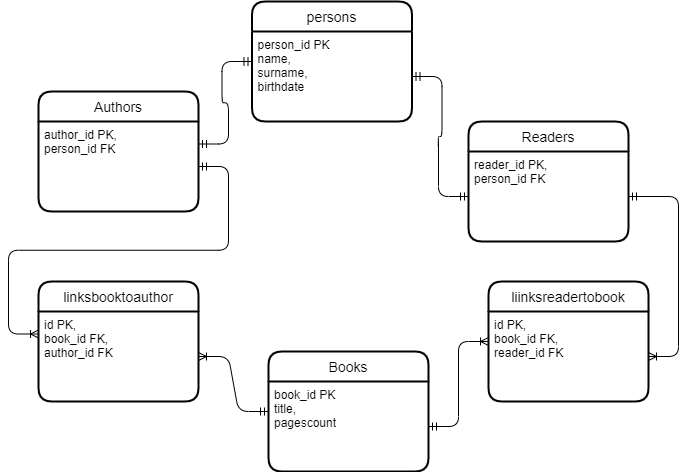 persons
person_id PK
name,
surname,
birthdate
Authors
author_id PK,
person_id FK
Readers
reader_id PK,
person_id FK
linksbooktoauthor
id PK,
book_id FK,
author_id FK
liinksreadertobook
id PK,
book_id FK,
reader_id FK
Books
book_id PK
title,
pagescount